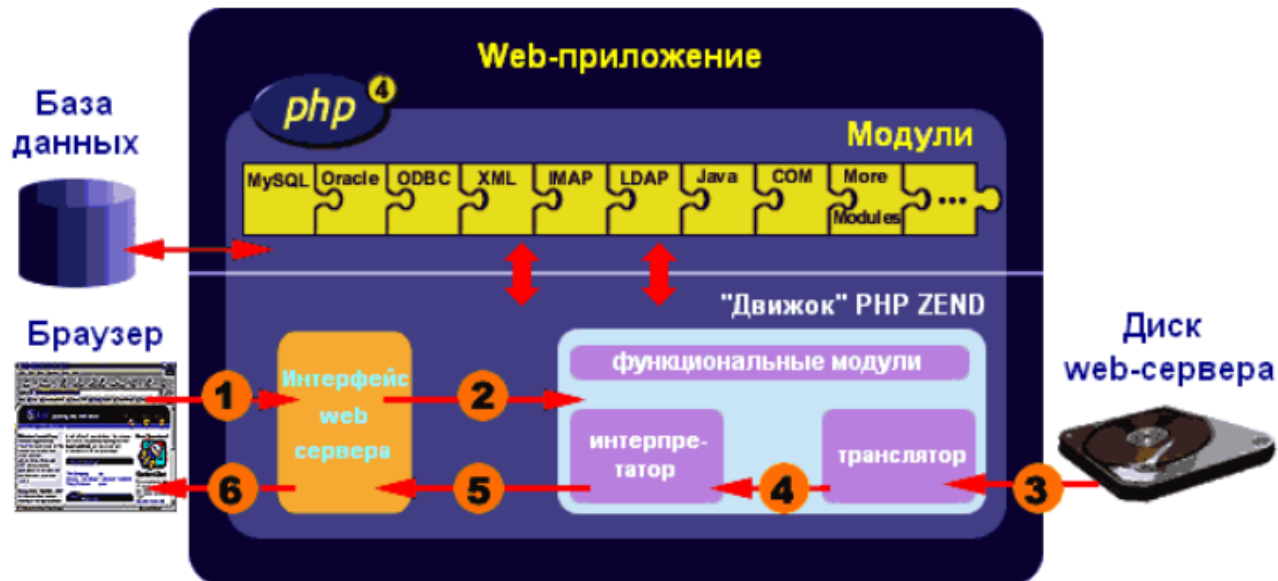 Web-приложение
База
данных
php 4
Модули
MySQL Oracle ODBC XML IMAP LDAP Java COM More
Modules ...
"Движок" PHP ZEND
Браузер
Диск
web-сервера
функциональные модули
Интерфейс
web
сервера
1
2
интерпре-
татор
транслятор
6
5
4
3